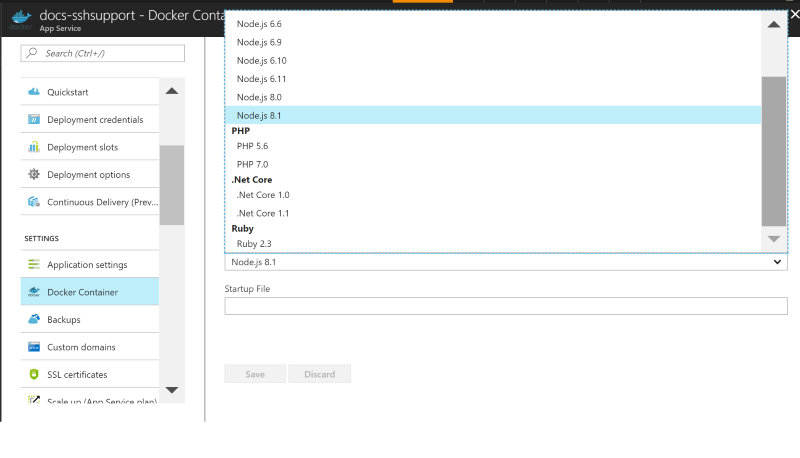 docs-sshsupport - Docker Conta
App Service
docker
Search (Ctrl+/)
Quickstart
Deployment credentials
Deployment slots
Deployment options
Continuous Delivery (Prev...
SETTINGS
Application settings
Docker Container
Backups
Custom domains
SSL certificates
Scale up (App Service plan)
Node.js 6.6
Node.js 6.9
Node.js 6.10
Node.js 6.11
Node.js 8.0
Node.js 8.1
PHP
PHP 5.6
PHP 7.0
.Net Core
.Net Core 1.0
.Net Core 1.1
Ruby
Ruby 2.3
Node.js 8.1
Startup File
Save Discard